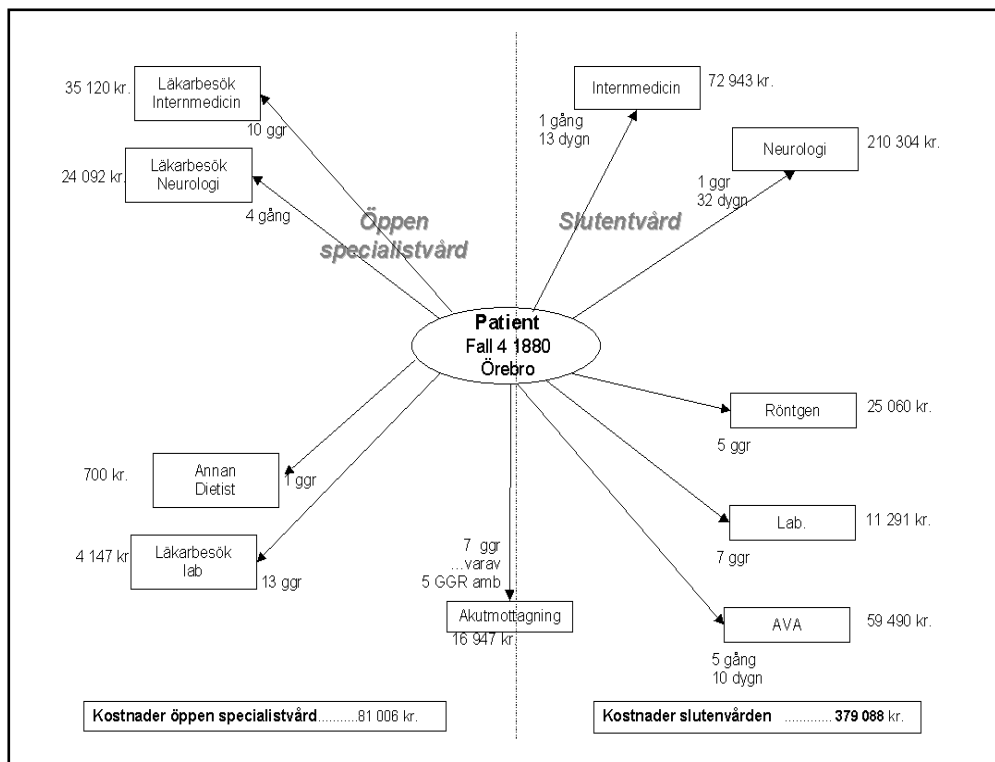 35 120 kr.
Läkarbesök
Internmedicin
10 ggr
24 092 kr.
Läkarbesök
Neurologi
4 gång
Öppen
specialistvård
Internmedicin
72 943 kr.
1 gång
13 dygn
Neurologi
210 304 kr.
1 ggr
32 dygn
Slutentvård
Patient
Fall 4 1880
Örebro
700 kr.
Annan
Dietist
1 ggr
4 147 kr
Läkarbesök
lab
13 ggr
7 ggr
...varav
5 GGR amb
Akutmottagning
16 947 kr
Röntgen
25 060 kr.
5 ggr
Lab.
11 291 kr.
7 ggr
AVA
59 490 kr.
5 gång
10 dygn
Kostnader öppen specialistvård..........81 006 kr.
Kostnader slutenvården ............. 379 088 kr.